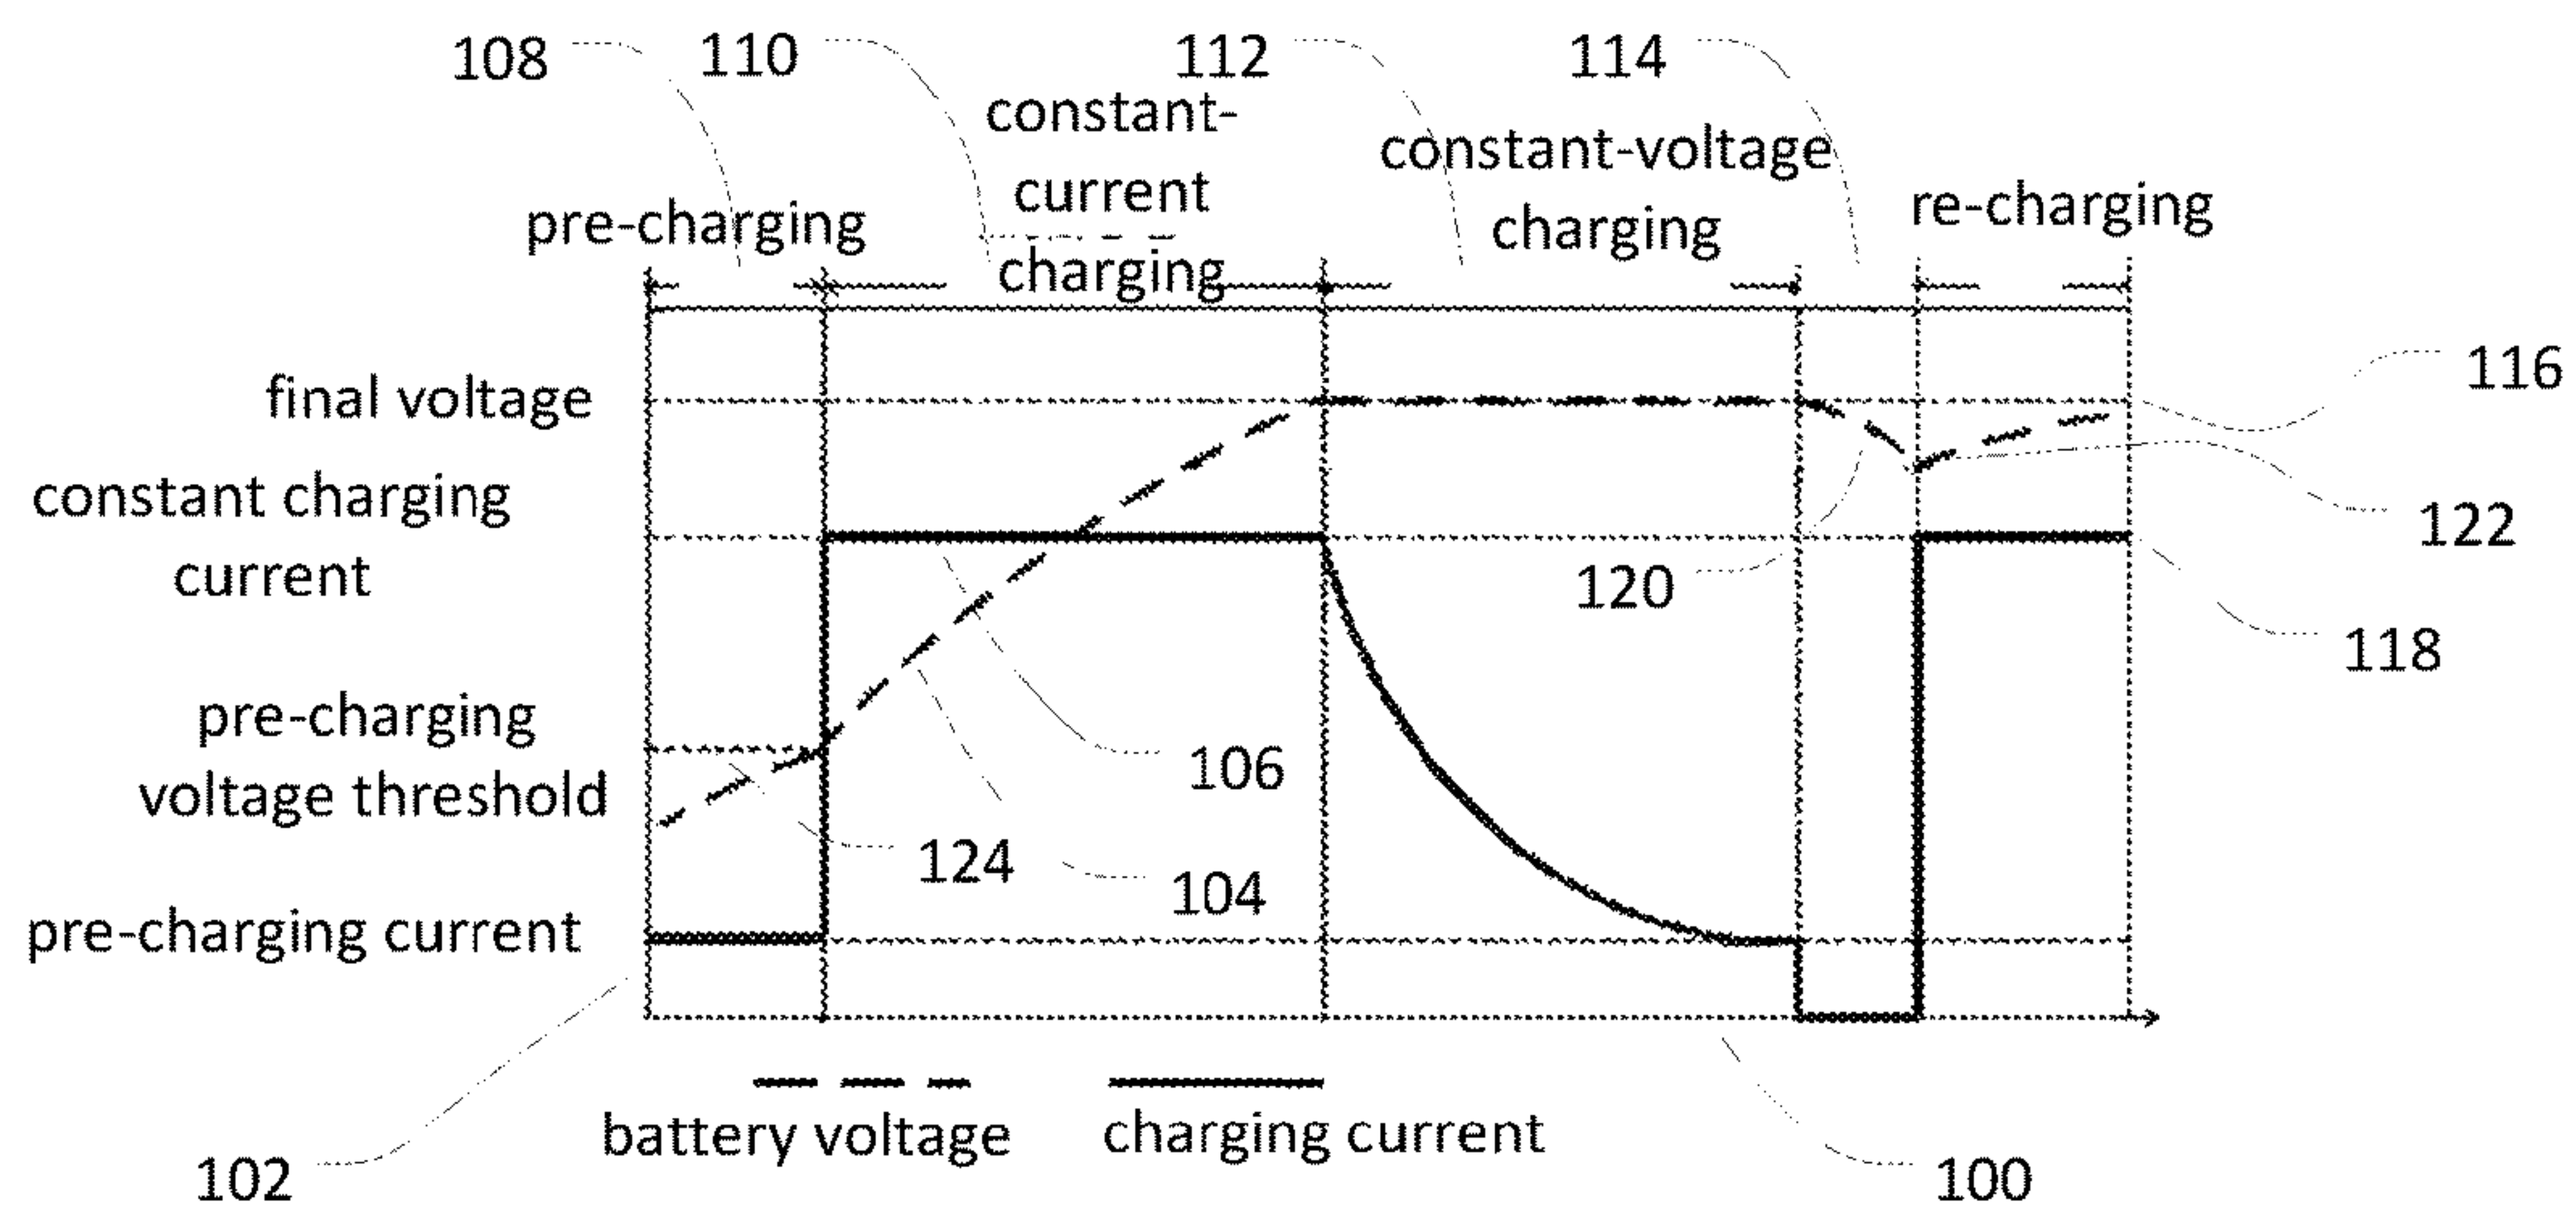 108
110
112
114
constant-
current
charging
constant-voltage
charging
pre-charging
re-charging
final voltage
116
constant charging
current
122
120
118
pre-charging
voltage threshold
106
124
104
pre-charging current
battery voltage
charging current
102
100